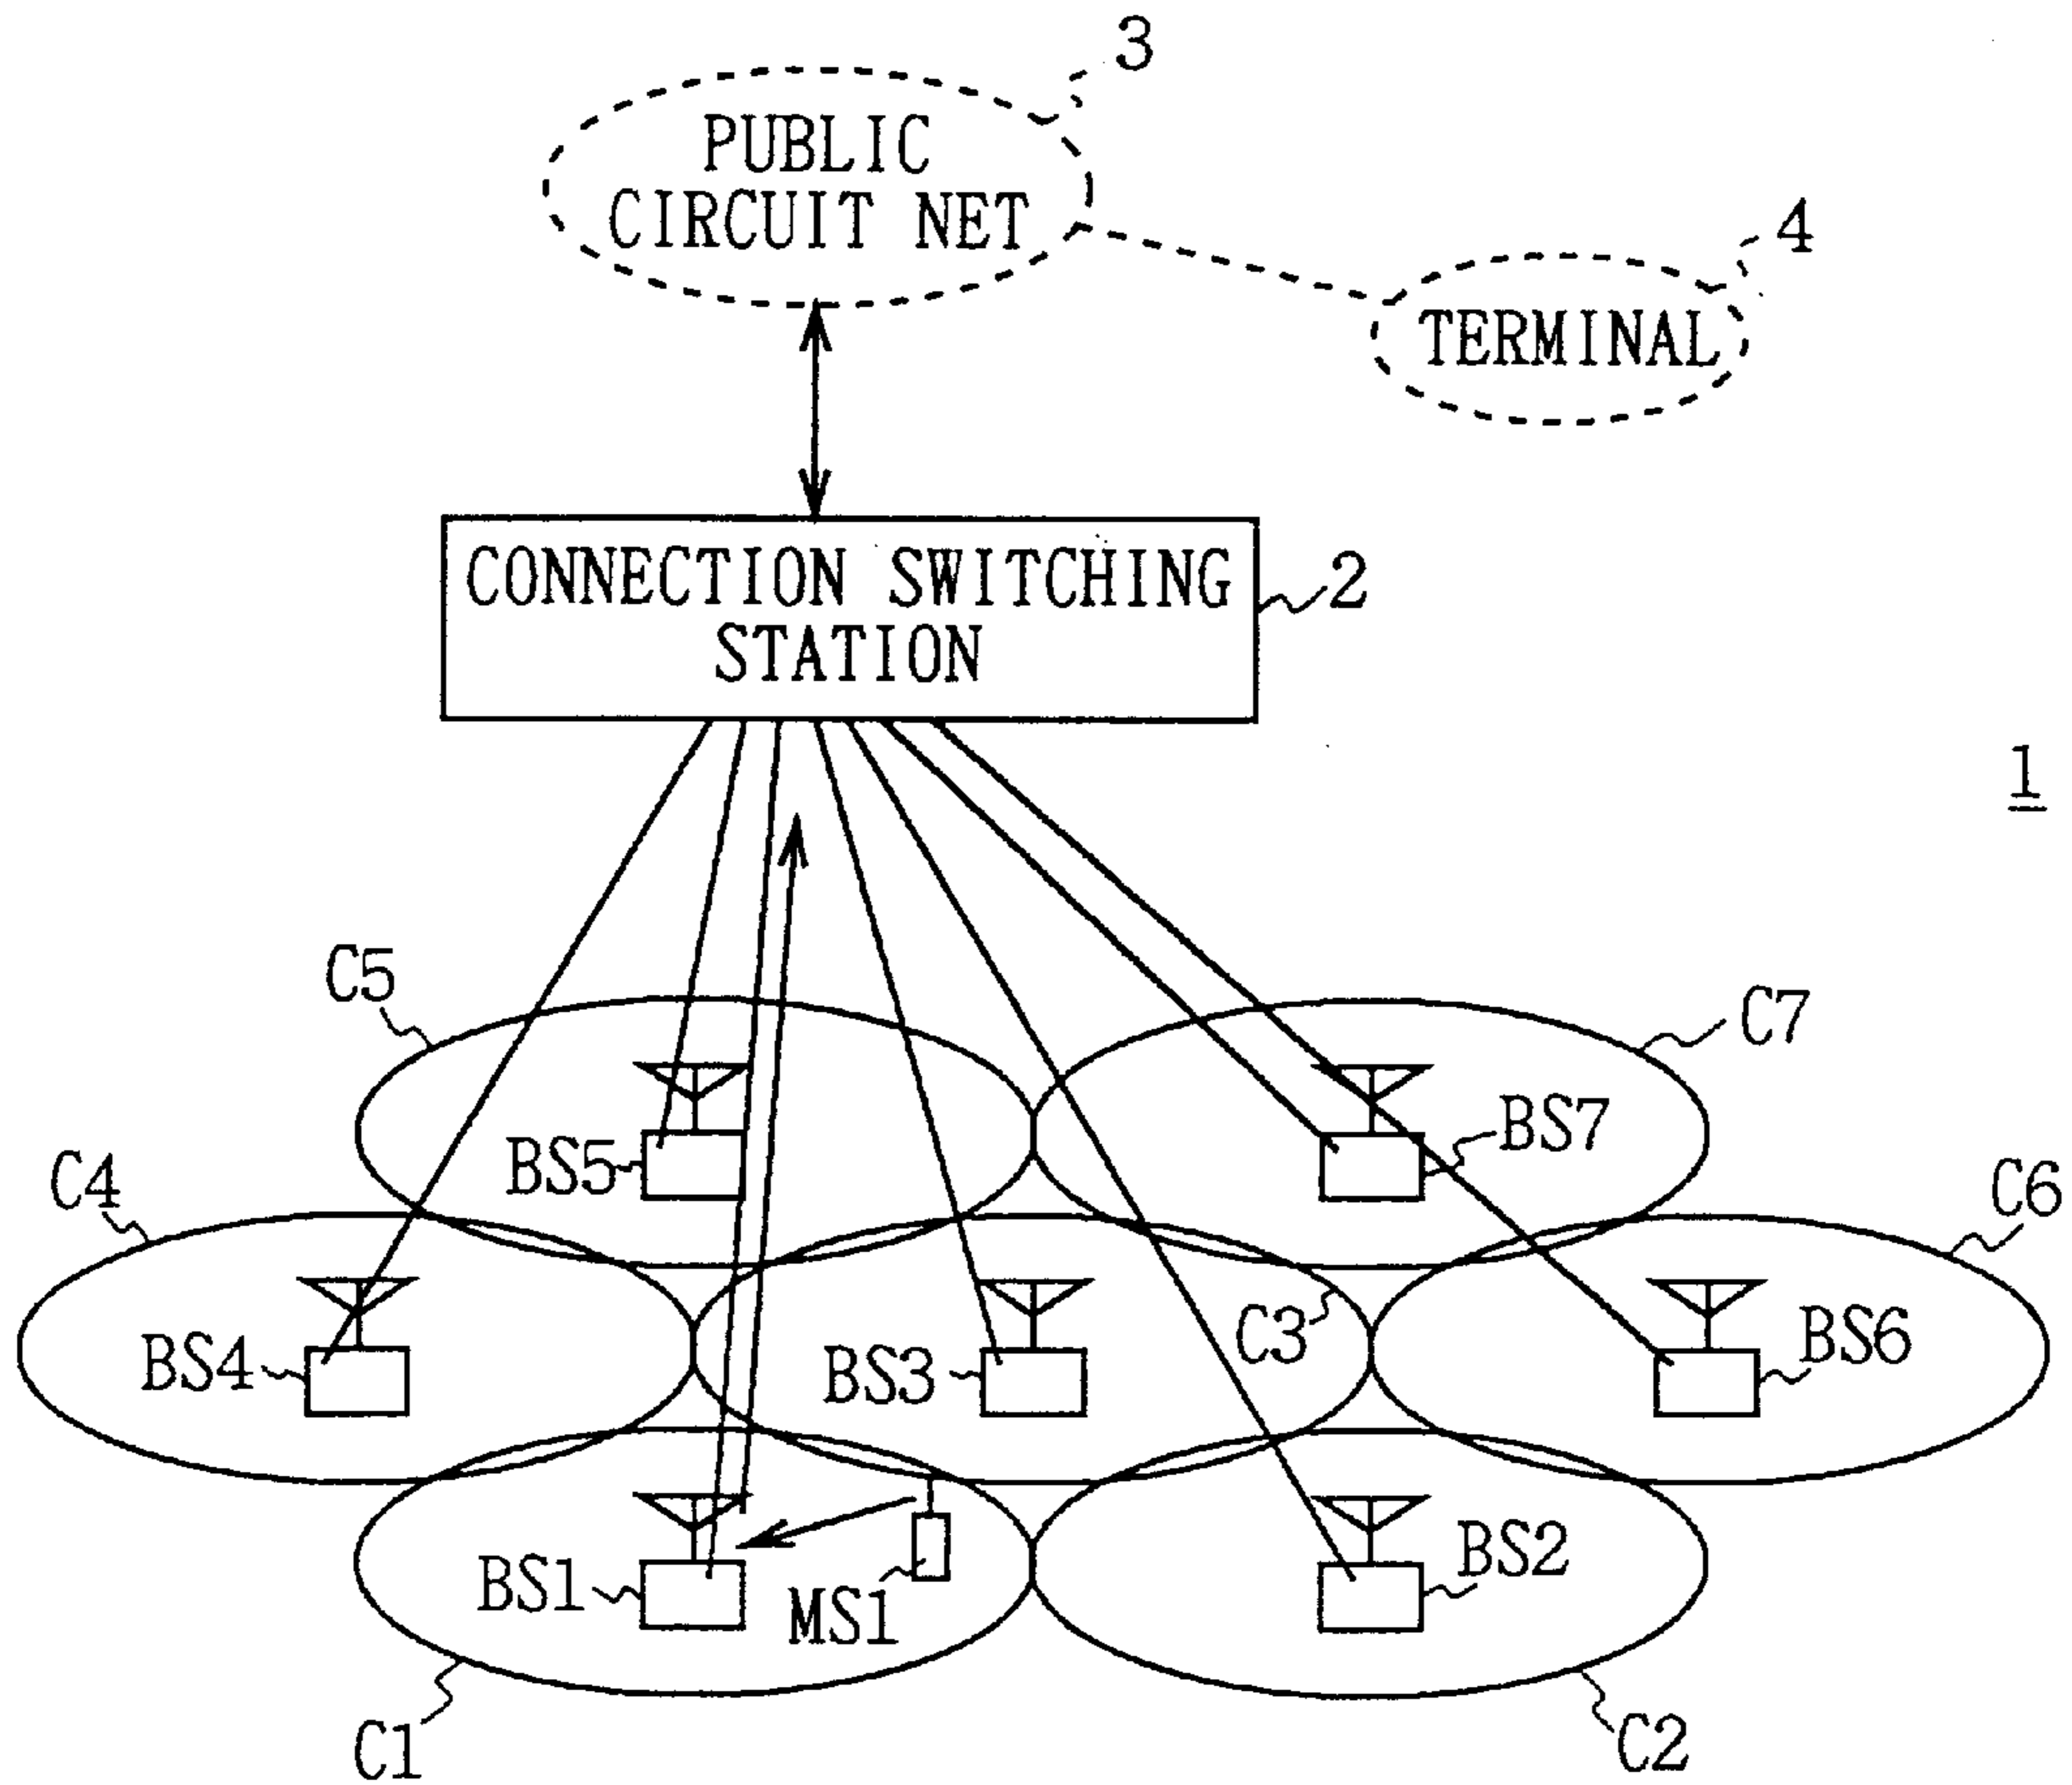 3
PUBLIC
CIRCUIT NET
4
TERMINAL
CONNECTION SWITCHING
STATION
2
1
C5
C7
BS5
BS7
C4
C6
BS4
BS3
C3
BS6
BS1
MS1
BS2
C1
C2